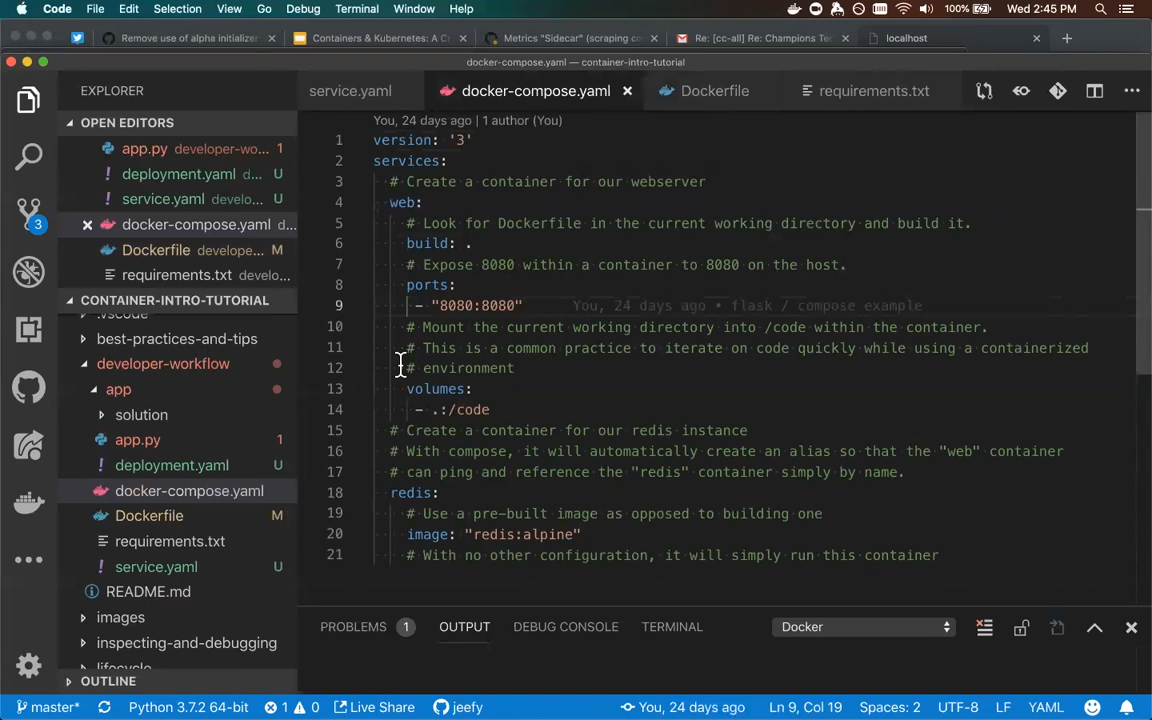 Code File Edit Selection View Go Debug Terminal Window Help 100% Wed 2:45 PM
Remove use of alpha initializer × Containers & Kubernetes: A C × Metrics "Sidecar" (scraping co × Re: [cc-all] Re: Champions Tec × localhost × +
docker-compose.yaml — container-intro-tutorial
EXPLORER
service.yaml docker-compose.yaml × Dockerfile requirements.txt
OPEN EDITORS
app.py developer-wo... 1
deployment.yaml d... U
service.yaml develo... U
docker-compose.yaml d...
Dockerfile develope... M
requirements.txt develo...
CONTAINER-INTRO-TUTORIAL
.vscode
best-practices-and-tips
developer-workflow
app
solution
app.py 1
deployment.yaml U
docker-compose.yaml
Dockerfile M
requirements.txt
service.yaml U
README.md
images
inspecting-and-debugging
lifecycle
OUTLINE
3
You, 24 days ago | 1 author (You)
1 version: '3'
2 services:
3 # Create a container for our webserver
4 web:
5 # Look for Dockerfile in the current working directory and build it.
6 build: .
7 # Expose 8080 within a container to 8080 on the host.
8 ports:
9 - "8080:8080" You, 24 days ago • flask / compose example
10 # Mount the current working directory into /code within the container.
11 # This is a common practice to iterate on code quickly while using a containerized
12 # environment
13 volumes:
14 - .:/code
15 # Create a container for our redis instance
16 # With compose, it will automatically create an alias so that the "web" container
17 # can ping and reference the "redis" container simply by name.
18 redis:
19 # Use a pre-built image as opposed to building one
20 image: "redis:alpine"
21 # With no other configuration, it will simply run this container
PROBLEMS 1 OUTPUT DEBUG CONSOLE TERMINAL Docker
master* Python 3.7.2 64-bit 1 0 Live Share jeefy You, 24 days ago Ln 9, Col 19 Spaces: 2 UTF-8 LF YAML